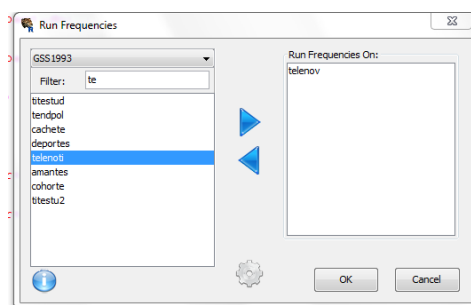 Run Frequencies
GSS1993
Filter: te
titestud
tendpol
cachete
deportes
telenoti
amantes
cohorte
titestu2
Run Frequencies On:
telenov
OK
Cancel